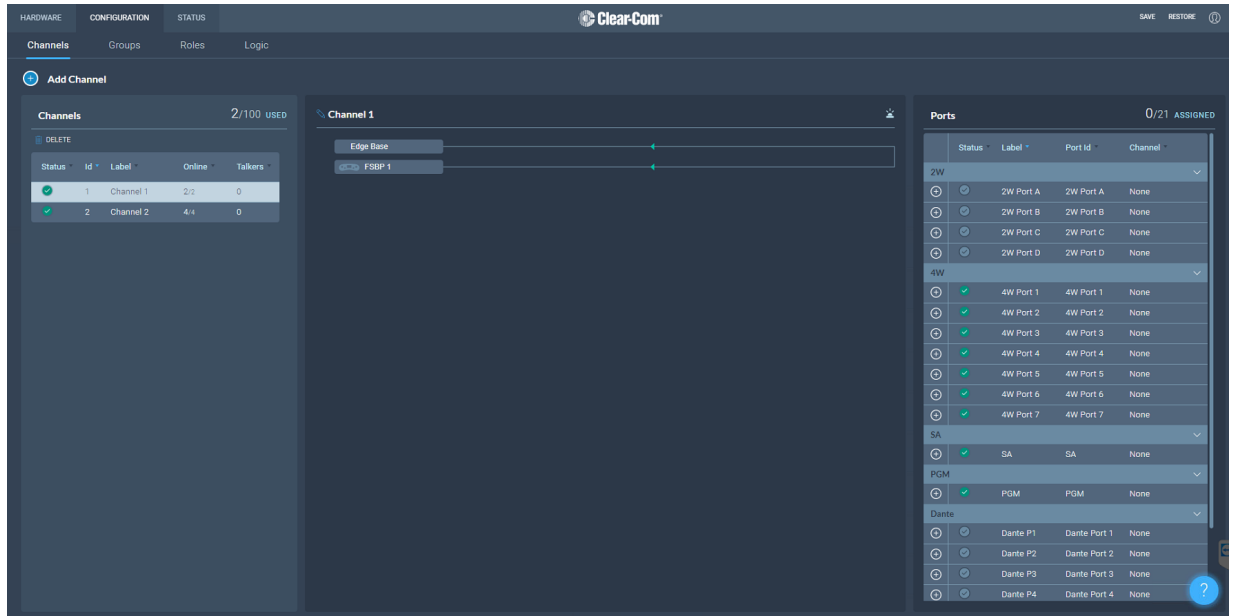 HARDWARE CONFIGURATION STATUS Clear-Com® SAVE RESTORE
Channels Groups Roles Logic
Add Channel
Channels 2/100 USED
DELETE
Status Id Label Online Talkers
1 Channel 1 2/2 0
2 Channel 2 4/4 0
Channel 1
Edge Base
FSBP 1
Ports 0/21 ASSIGNED
Status Label Port Id Channel
2W
2W Port A 2W Port A None
2W Port B 2W Port B None
2W Port C 2W Port C None
2W Port D 2W Port D None
4W
4W Port 1 4W Port 1 None
4W Port 2 4W Port 2 None
4W Port 3 4W Port 3 None
4W Port 4 4W Port 4 None
4W Port 5 4W Port 5 None
4W Port 6 4W Port 6 None
4W Port 7 4W Port 7 None
SA
SA SA None
PGM
PGM PGM None
Dante
Dante P1 Dante Port 1 None
Dante P2 Dante Port 2 None
Dante P3 Dante Port 3 None
Dante P4 Dante Port 4 None
?